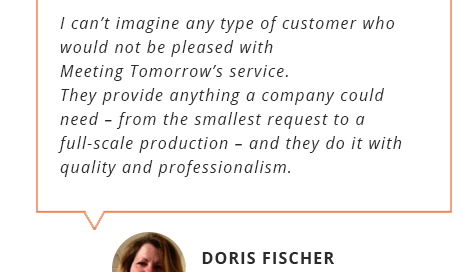 I can’t imagine any type of customer who
would not be pleased with
Meeting Tomorrow’s service.
They provide anything a company could
need – from the smallest request to a
full-scale production – and they do it with
quality and professionalism.
DORIS FISCHER